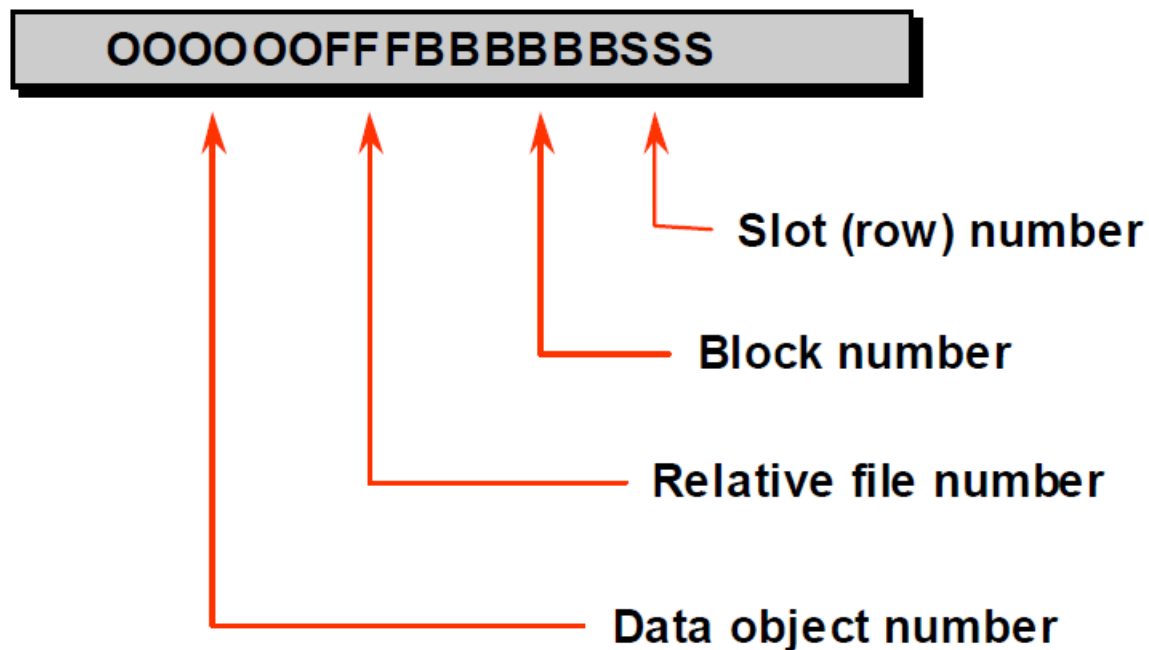 OOOOOOFFFBBBBBBSSS
Slot (row) number
Block number
Relative file number
Data object number